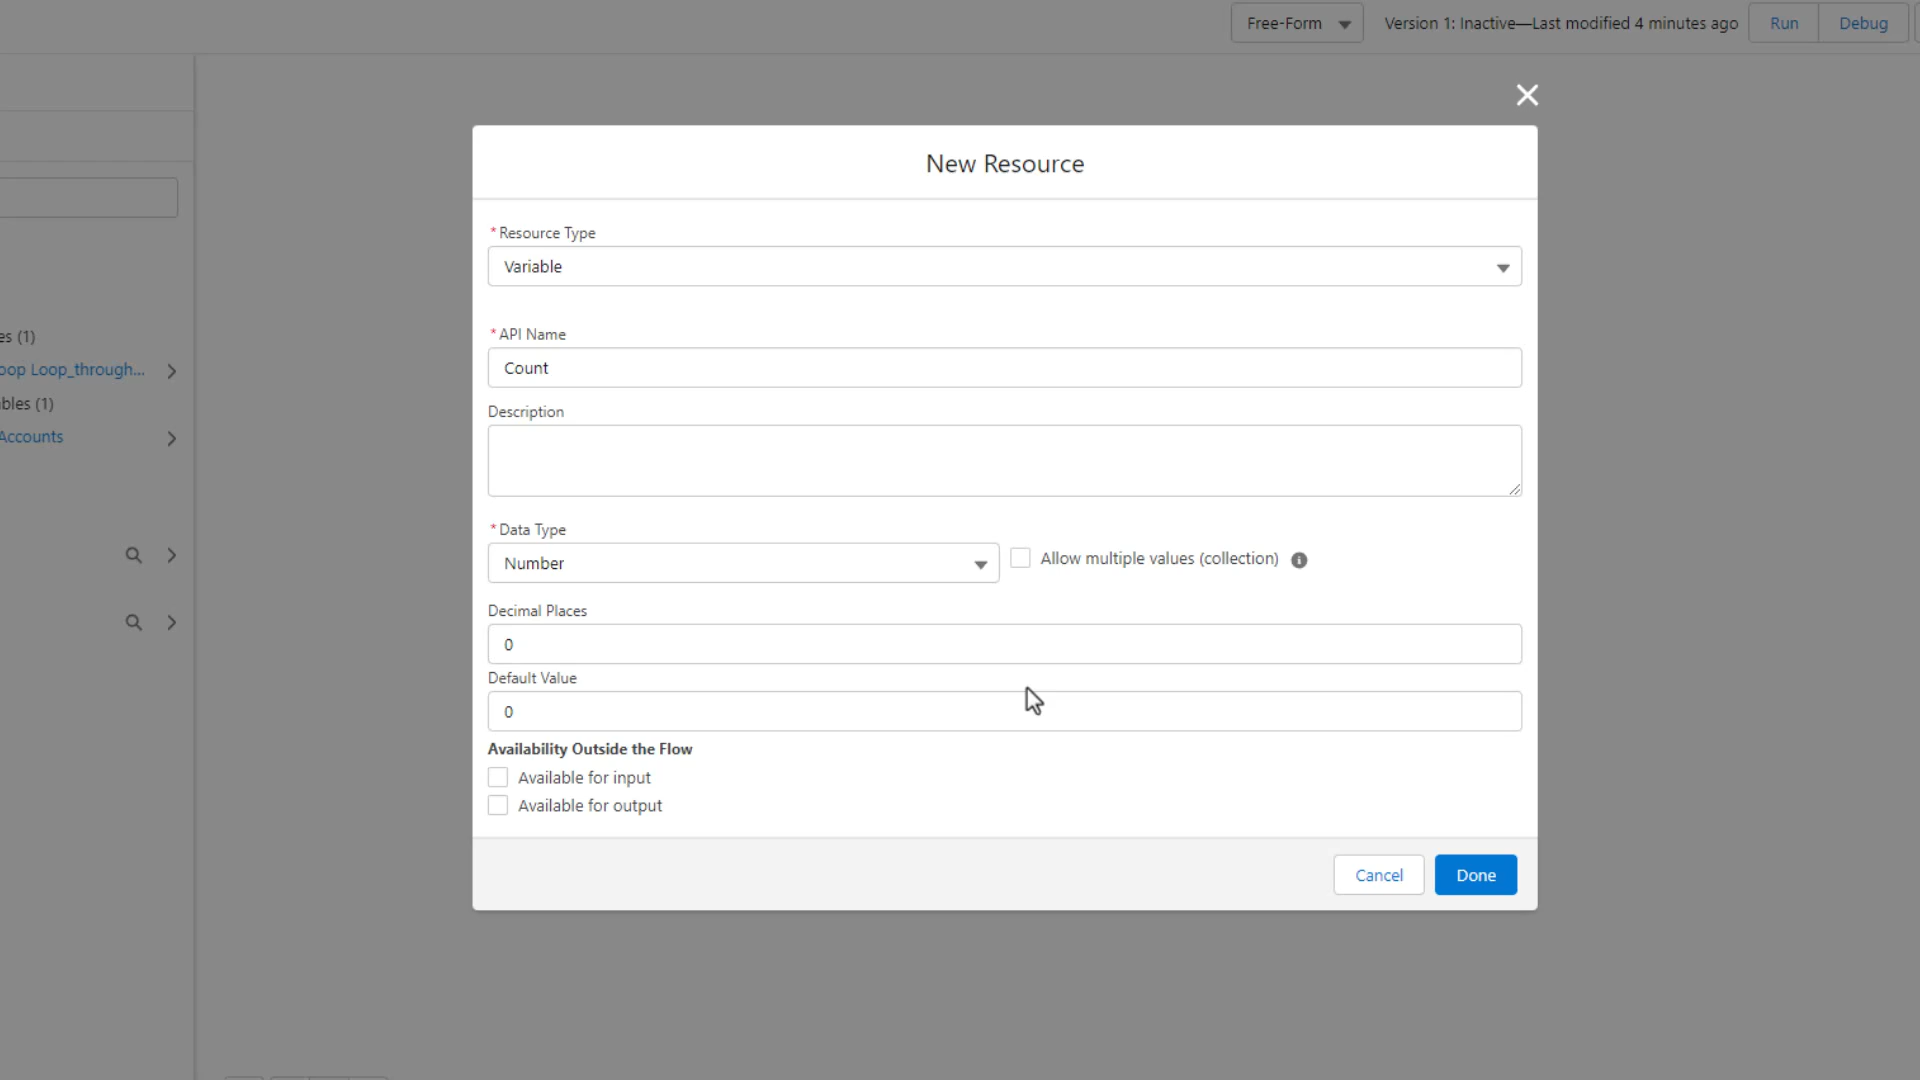 Free-Form
Version 1: Inactive—Last modified 4 minutes ago
Run
Debug
New Resource
*Resource Type
Variable
*API Name
Count
Description
*Data Type
Number
Allow multiple values (collection)
Decimal Places
0
Default Value
0
Availability Outside the Flow
Available for input
Available for output
Cancel
Done
es (1)
oop Loop_through...
bles (1)
Accounts